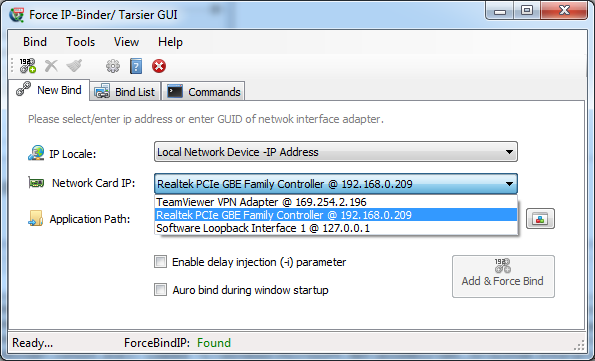 Force IP-Binder/ Tarsier GUI
Bind Tools View Help
198
New Bind Bind List Commands
Please select/enter ip address or enter GUID of netwok interface adapter.
IP Locale: Local Network Device -IP Address
Network Card IP: Realtek PCIe GBE Family Controller @ 192.168.0.209
TeamViewer VPN Adapter @ 169.254.2.196
Application Path: Realtek PCIe GBE Family Controller @ 192.168.0.209
Software Loopback Interface 1 @ 127.0.0.1
Enable delay injection (-i) parameter
198
Add & Force Bind
Auro bind during window startup
Ready... ForceBindIP: Found